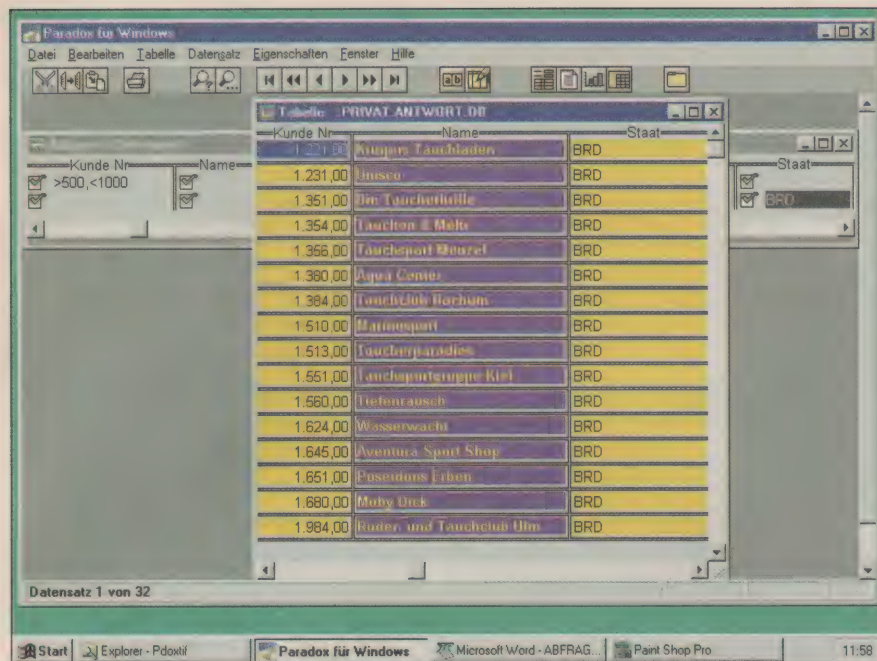 Paradox für Windows
Datei Bearbeiten Tabelle Datensatz Eigenschaften Fenster Hilfe
Tabelle :PRIVAT:ANTWORT.DB
Kunde Nr Name Staat
1.221,00 BRD
1.231,00 Unisco BRD
1.351,00 Die BRD
1.354,00 BRD
1.356,00 Tauchsport Menzel BRD
1.380,00 Aqua Center BRD
1.384,00 Tauchclub Bochum BRD
1.510,00 Marinesport BRD
1.513,00 Taucherparadies BRD
1.551,00 Tauchsportgruppe Kiel BRD
1.560,00 Tiefenrausch BRD
1.624,00 Wasserwacht BRD
1.645,00 Aventura Sport Shop BRD
1.651,00 Poseidons Erben BRD
1.680,00 Moby Dick BRD
1.984,00 Ruder- und Tauchclub Ulm BRD
Kunde Nr Name Staat
>500,<1000
BRD
Datensatz 1 von 32
Start Explorer - Pdoxtif Paradox für Windows Microsoft Word - ABFRAG... Paint Shop Pro 11:58